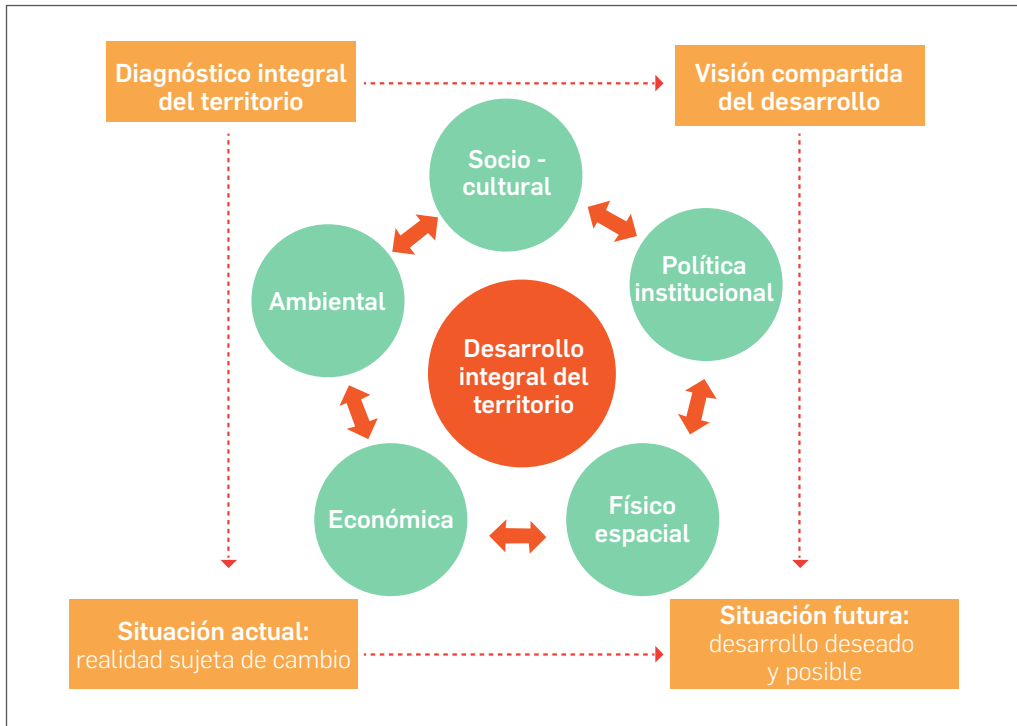 Diagnóstico integral
del territorio
Visión compartida
del desarrollo
Socio -
cultural
Política
institucional
Ambiental
Desarrollo
integral del
territorio
Económica
Físico
espacial
Situación actual:
realidad sujeta de cambio
Situación futura:
desarrollo deseado
y posible